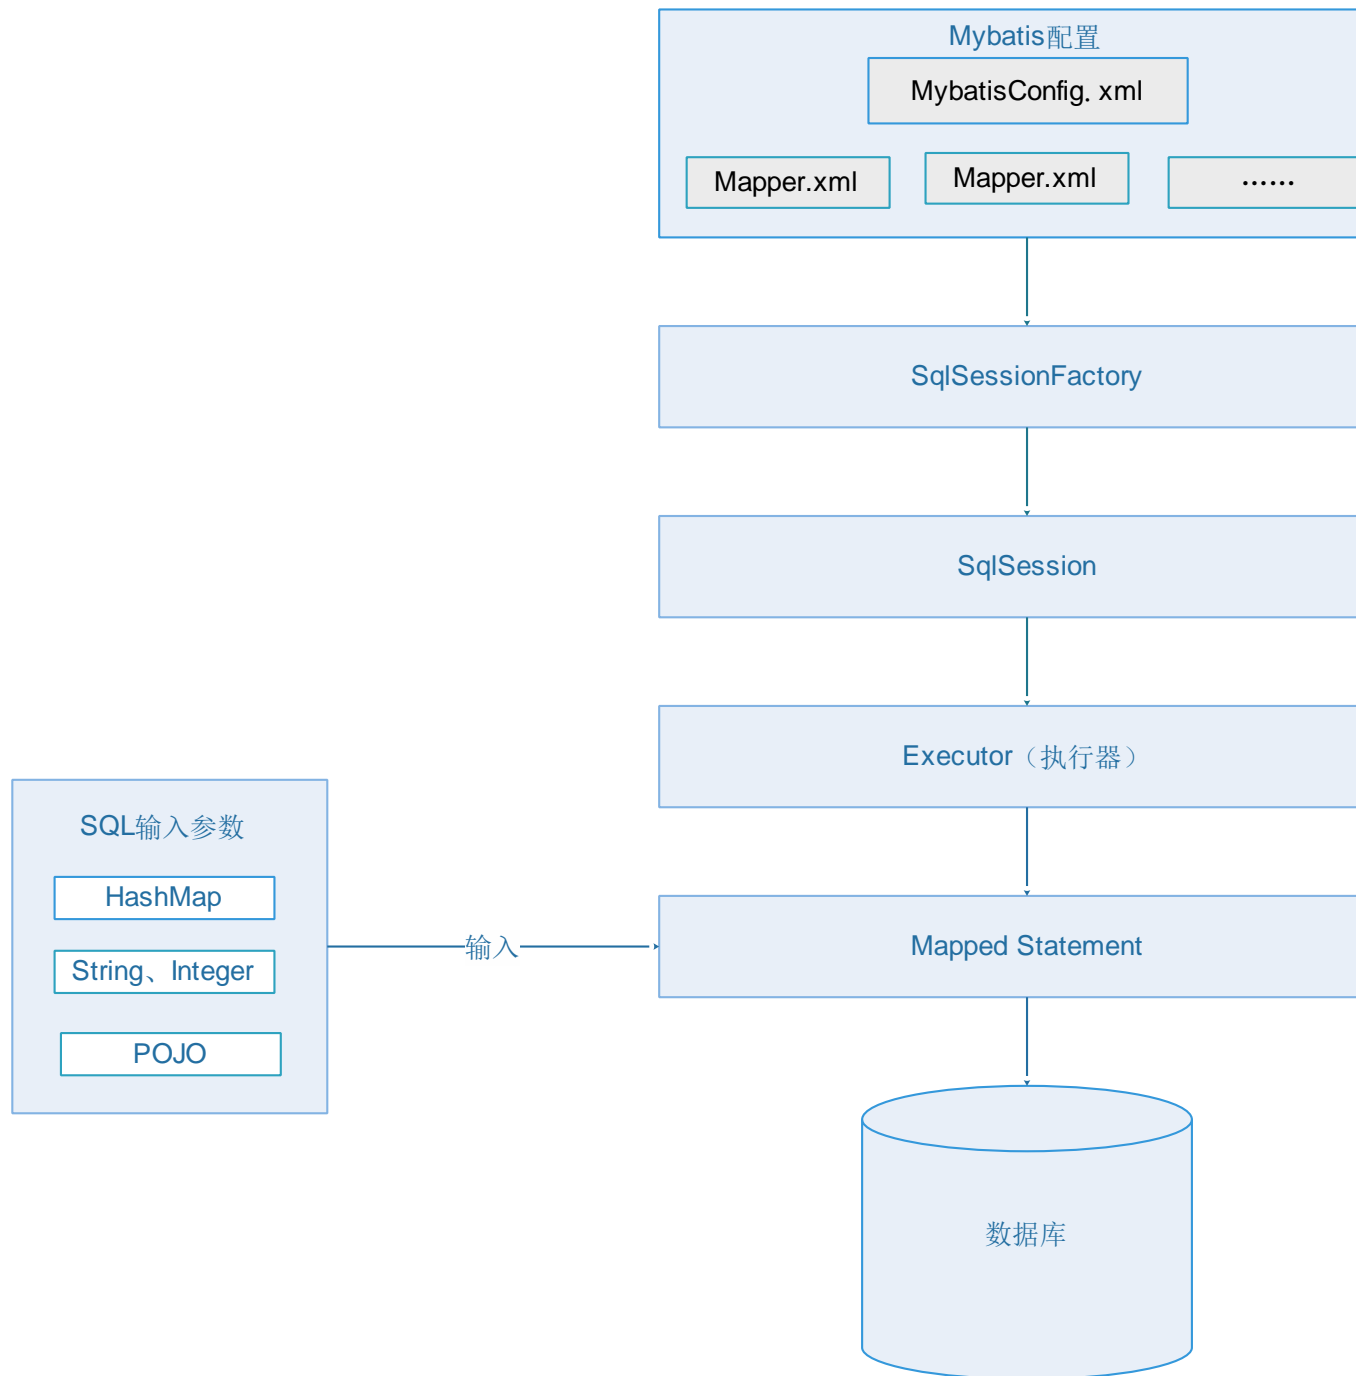 Mybatis配置
MybatisConfig. xml
Mapper.xml
Mapper.xml
......
SqlSessionFactory
SqlSession
Executor（执行器）
SQL输入参数
HashMap
String、Integer
POJO
输入
Mapped Statement
数据库